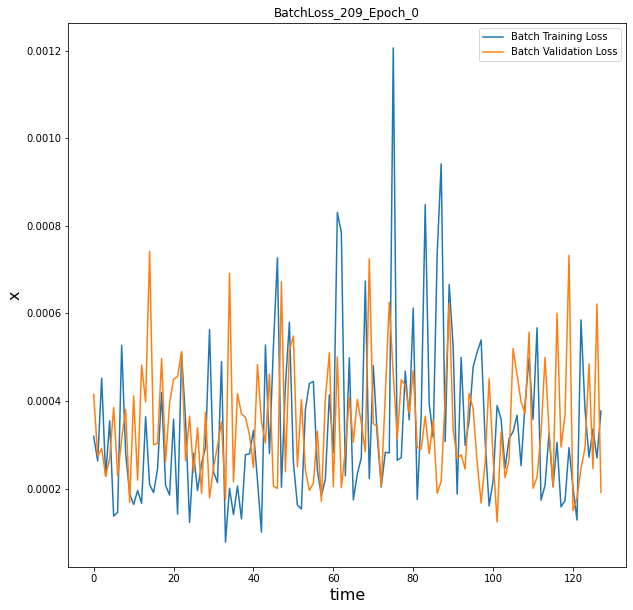 BatchLoss_209_Epoch_0
Batch Training Loss
Batch Validation Loss
0.0012
0.0010
0.0008
0.0006
0.0004
0.0002
x
0
20
40
60
80
100
120
time